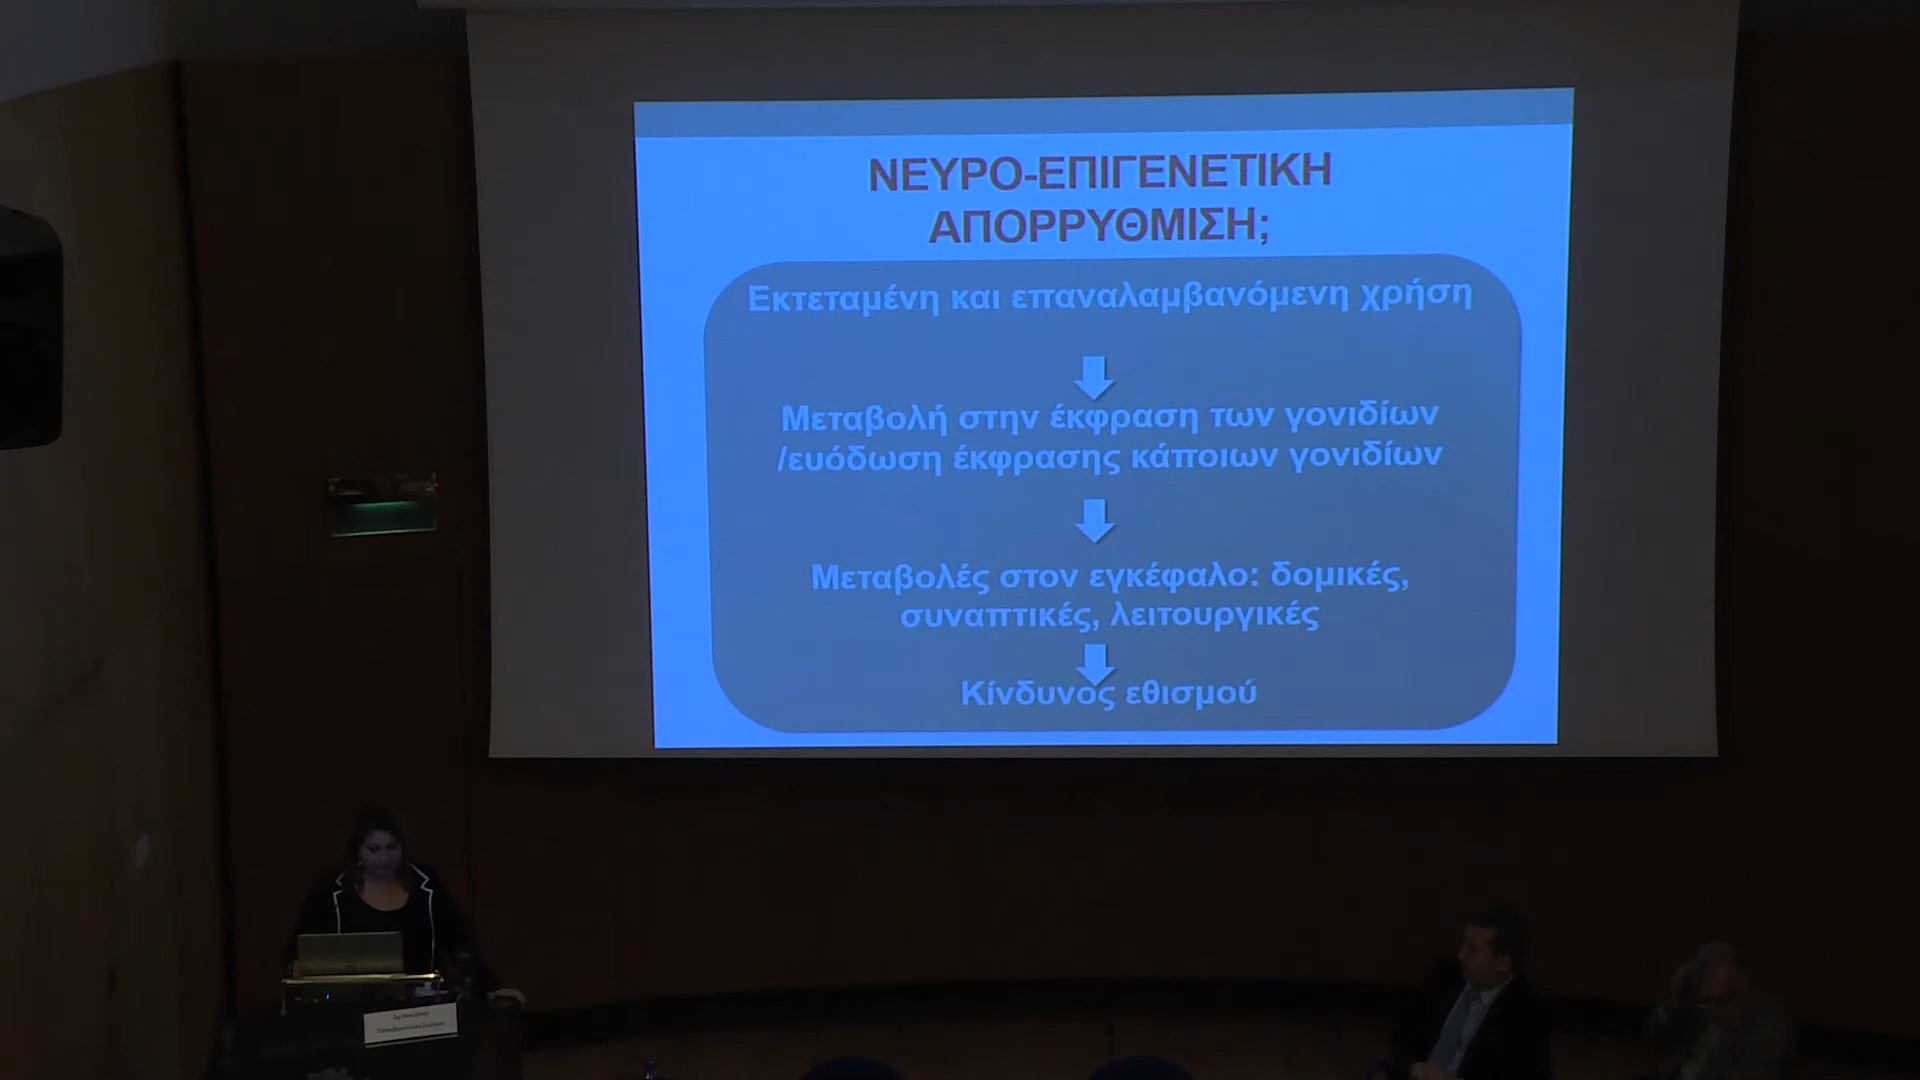 ΝΕΥΡΟ-ΕΠΙΓΕΝΕΤΙΚΗ
ΑΠΟΡΡΥΘΜΙΣΗ;
Εκτεταμένη και επαναλαμβανόμενη χρήση
Μεταβολή στην έκφραση των γονιδίων
/ευόδωση έκφρασης κάποιων γονιδίων
Μεταβολές στον εγκέφαλο: δομικές,
συναπτικές, λειτουργικές
Κίνδυνος εθισμού